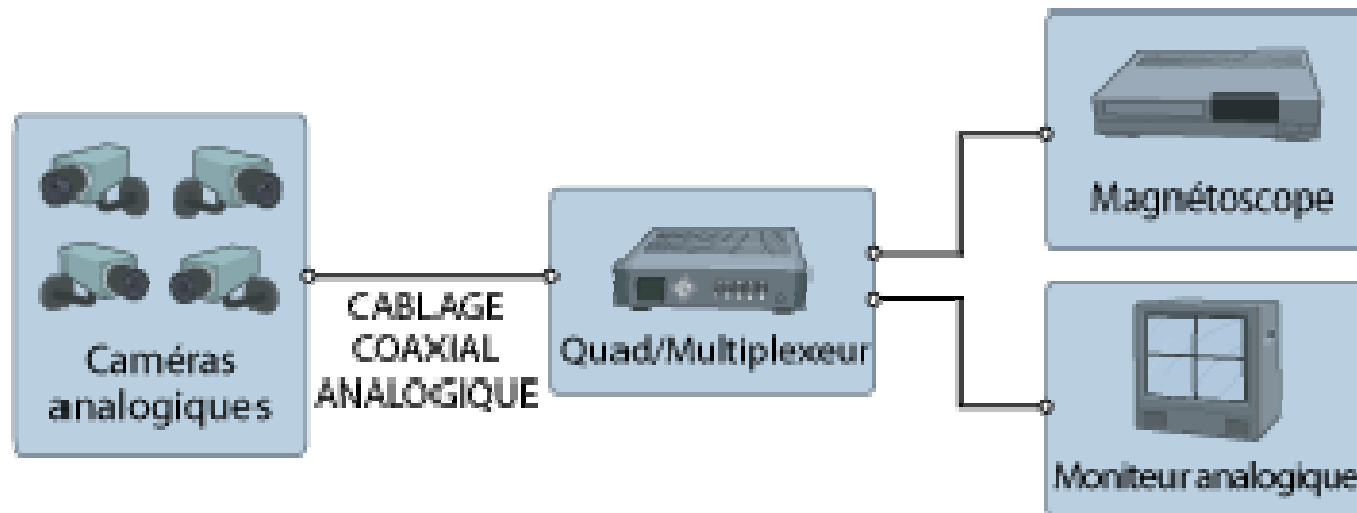 Caméras
analogiques
CABLAGE
COAXIAL
ANALOGIQUE
Quad/Multiplexeur
Magnétoscope
Moniteur analogique